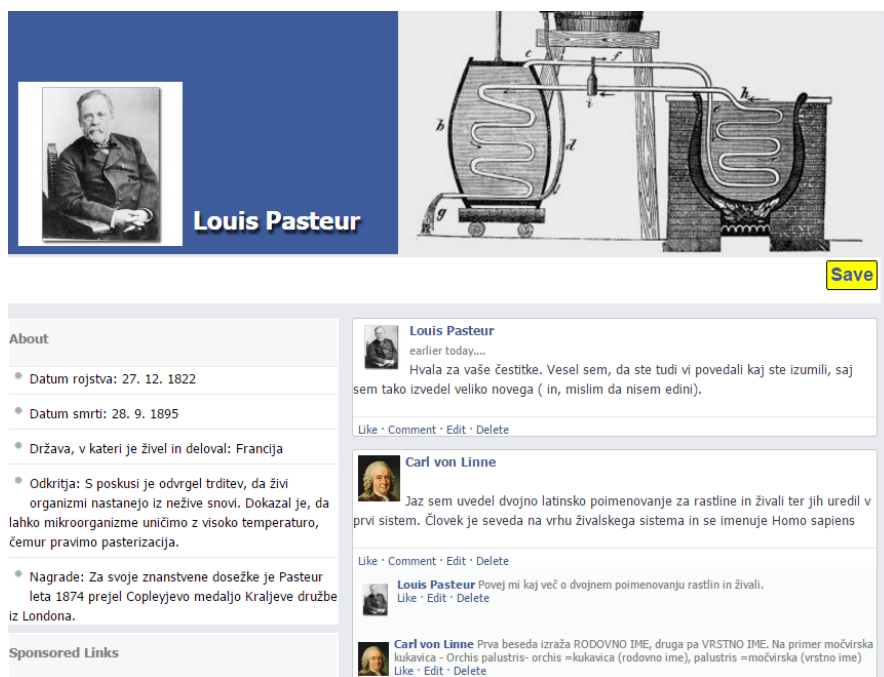 e
f
h
i
b
d
l
g
Louis Pasteur
Save
About
Datum rojstva: 27. 12. 1822
Datum smrti: 28. 9. 1895
Država, v kateri je živel in deloval: Francija
Odkritja: S poskusi je odvrgel trditev, da živi
organizmi nastanejo iz nežive snovi. Dokazal je, da
lahko mikroorganizme uničimo z visoko temperaturo,
čemur pravimo pasterizacija.
Nagrade: Za svoje znanstvene dosežke je Pasteur
leta 1874 prejel Copleyjevo medaljo Kraljeve družbe
iz Londona.
Sponsored Links
Louis Pasteur
earlier today....
Hvala za vaše čestitke. Vesel sem, da ste tudi vi povedali kaj ste izumili, saj
sem tako izvedel veliko novega ( in, mislim da nisem edini).
Like · Comment · Edit · Delete
Carl von Linne
Jaz sem uvedel dvojno latinsko poimenovanje za rastline in živali ter jih uredil v
prvi sistem. Človek je seveda na vrhu živalskega sistema in se imenuje Homo sapiens
Like · Comment · Edit · Delete
Louis Pasteur Povej mi kaj več o dvojnem poimenovanju rastlin in živali.
Like · Edit · Delete
Carl von Linne Prva beseda izraža RODOVNO IME, druga pa VRSTNO IME. Na primer močvirska
kukavica - Orchis palustris- orchis =kukavica (rodovno ime), palustris =močvirska (vrstno ime)
Like · Edit · Delete